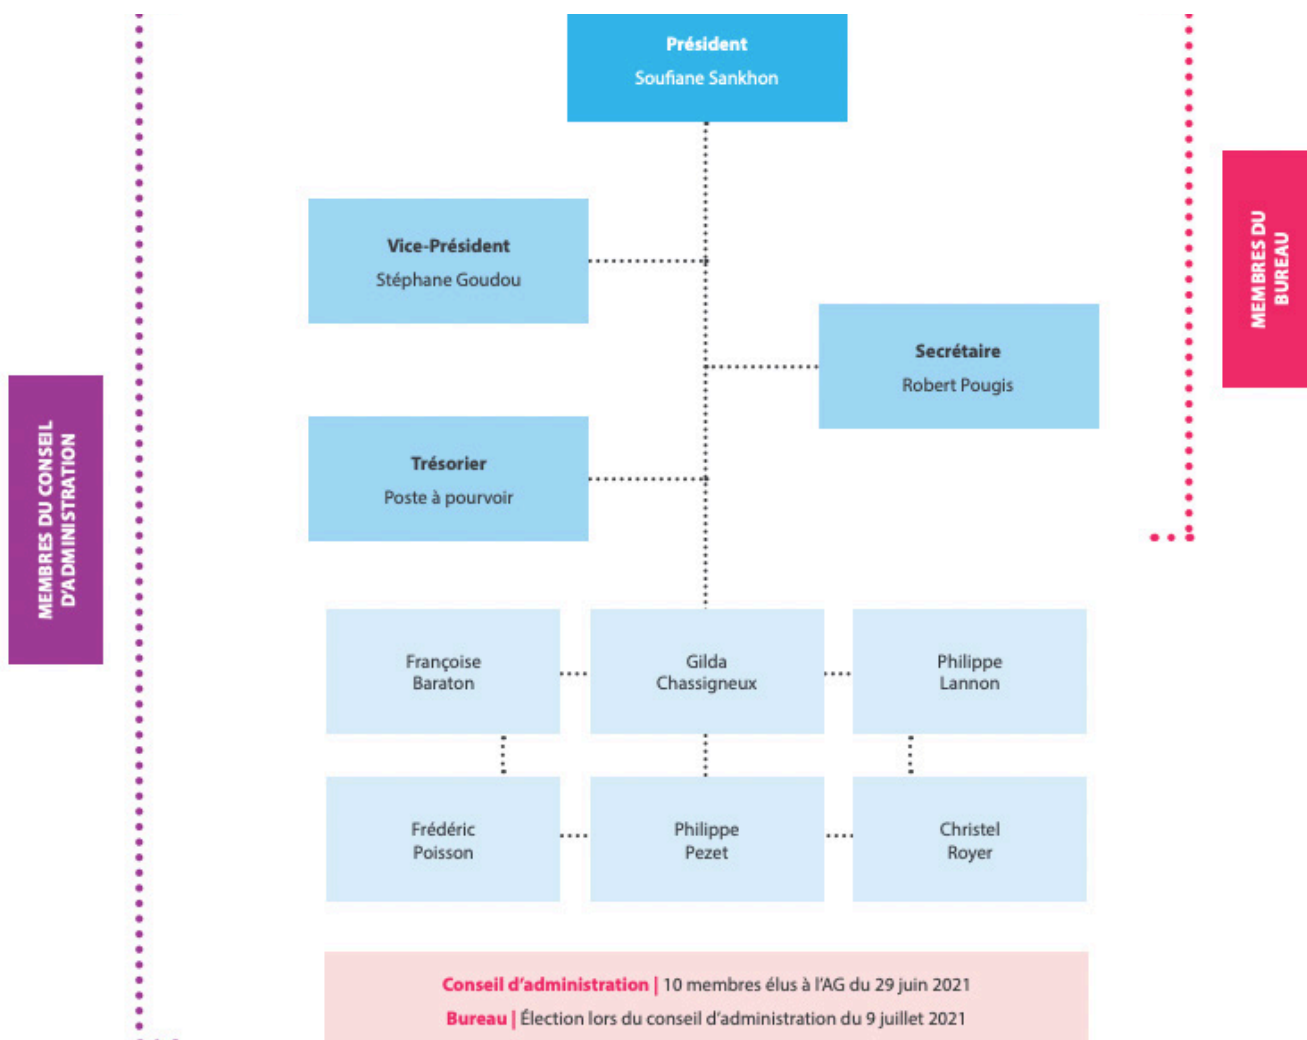 Président
Soufiane Sankhon
Vice-Président
Stéphane Goudou
MEMBRES DU
BUREAU
Secrétaire
Robert Pougis
MEMBRES DU CONSEIL
D'ADMINISTRATION
Trésorier
Poste à pourvoir
Françoise
Baraton
Gilda
Chassigneux
Philippe
Lannon
Frédéric
Poisson
Philippe
Pezet
Christel
Royer
Conseil d'administration | 10 membres élus à l'AG du 29 juin 2021
Bureau | Élection lors du conseil d'administration du 9 juillet 2021